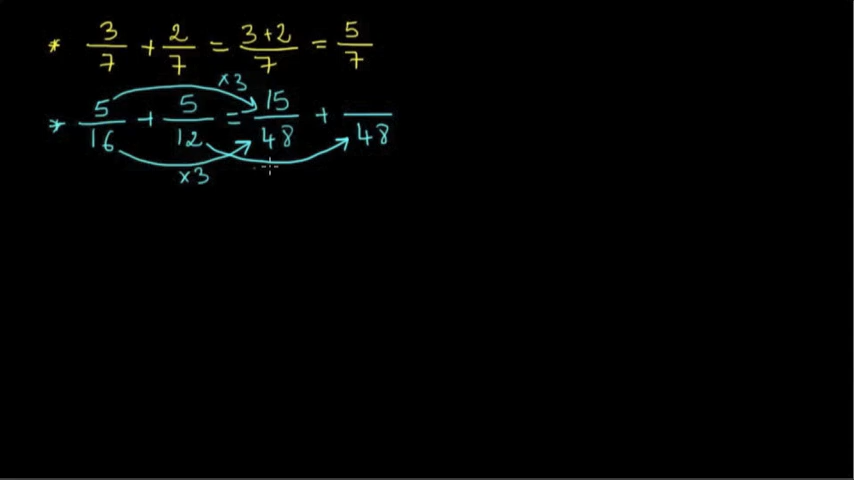 * 3/7 + 2/7 = 3+2/7 = 5/7
×3
* 5/16 + 5/12 = 15/48 + /48
×3